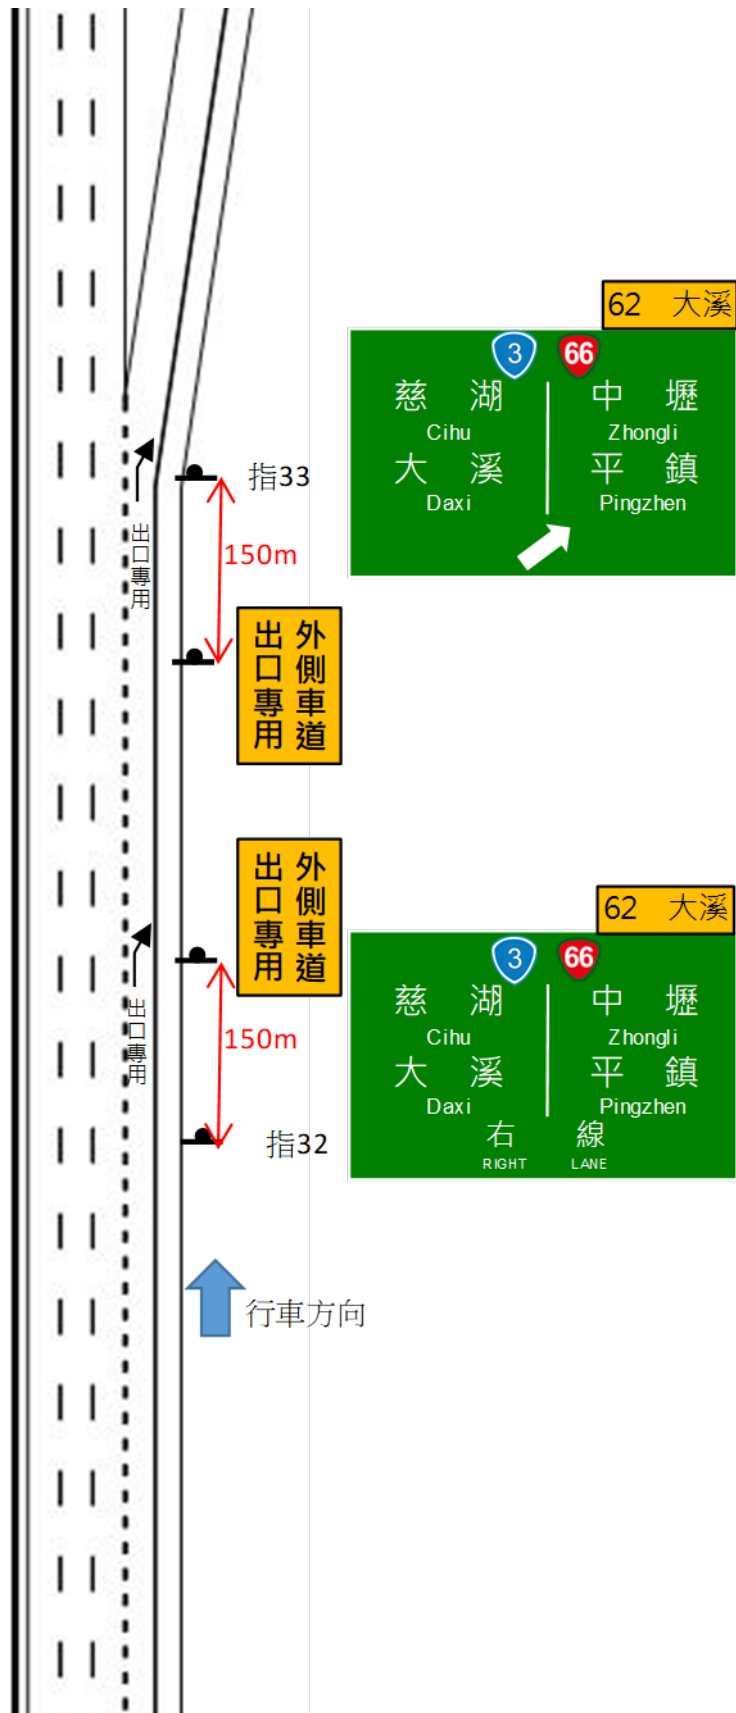 62 大溪
3 66
慈湖 中壢
Cihu Zhongli
大溪 平鎮
Daxi Pingzhen
指33
出口專用
150m
外側車道
出口專用
外側車道
出口專用
62 大溪
3 66
慈湖 中壢
Cihu Zhongli
大溪 平鎮
Daxi Pingzhen
右線
RIGHT LANE
出口專用
150m
指32
行車方向